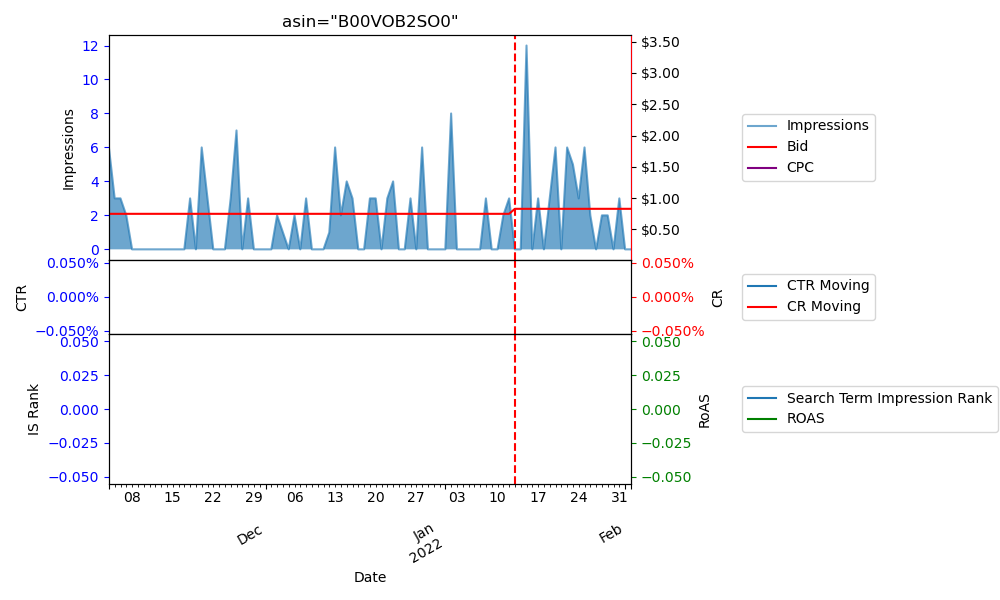 asin="B00VOB2SO0"
12
10
8
6
4
2
0
Impressions
$3.50
$3.00
$2.50
$2.00
$1.50
$1.00
$0.50
Impressions
Bid
CPC
0.050%
0.000%
−0.050%
CTR
0.050%
0.000%
−0.050%
CR
CTR Moving
CR Moving
0.050
0.025
0.000
−0.025
−0.050
IS Rank
0.050
0.025
0.000
−0.025
−0.050
RoAS
Search Term Impression Rank
ROAS
08 15 22 29 06 13 20 27 03 10 17 24 31
Dec Jan Feb
2022
Date